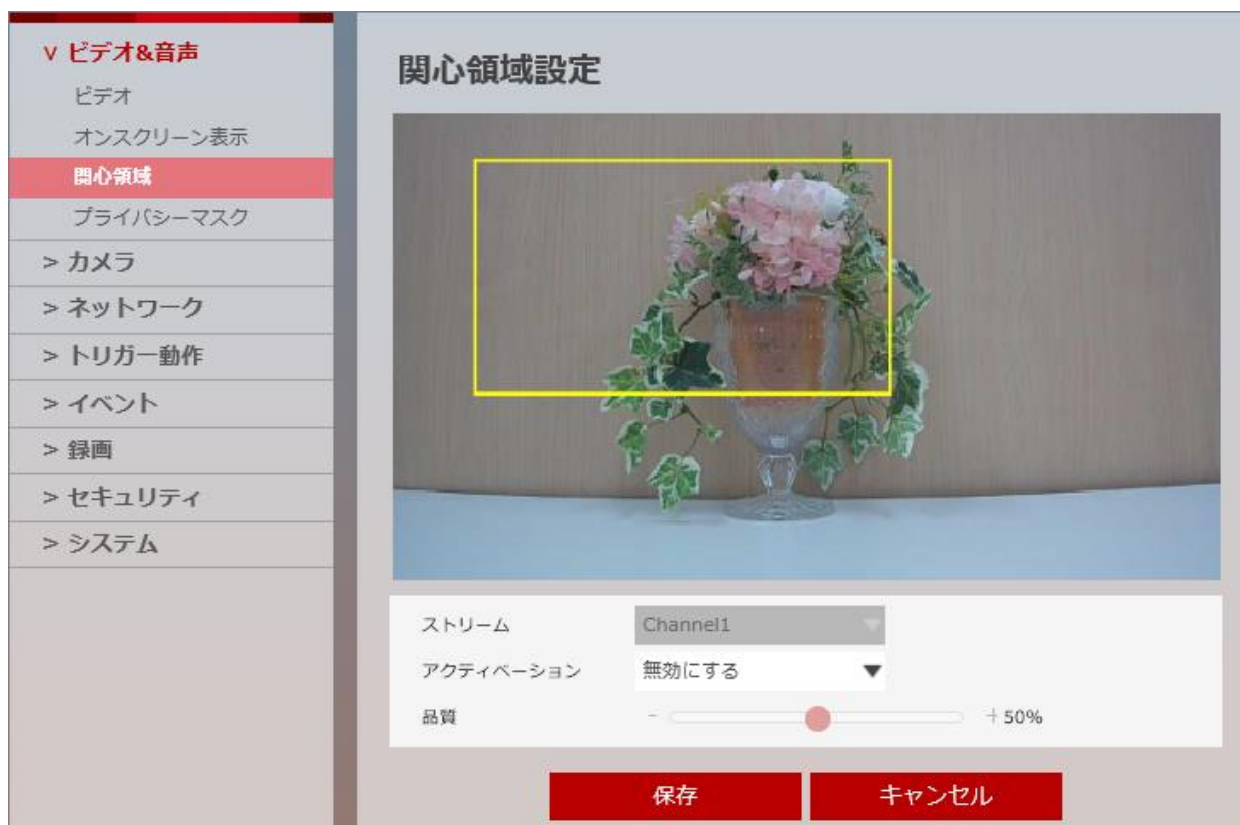 ∨ ビデオ&音声
ビデオ
オンスクリーン表示
関心領域
プライバシーマスク
> カメラ
> ネットワーク
> トリガー動作
> イベント
> 録画
> セキュリティ
> システム
関心領域設定
ストリーム Channel1
アクティベーション 無効にする
品質 - + 50%
保存 キャンセル